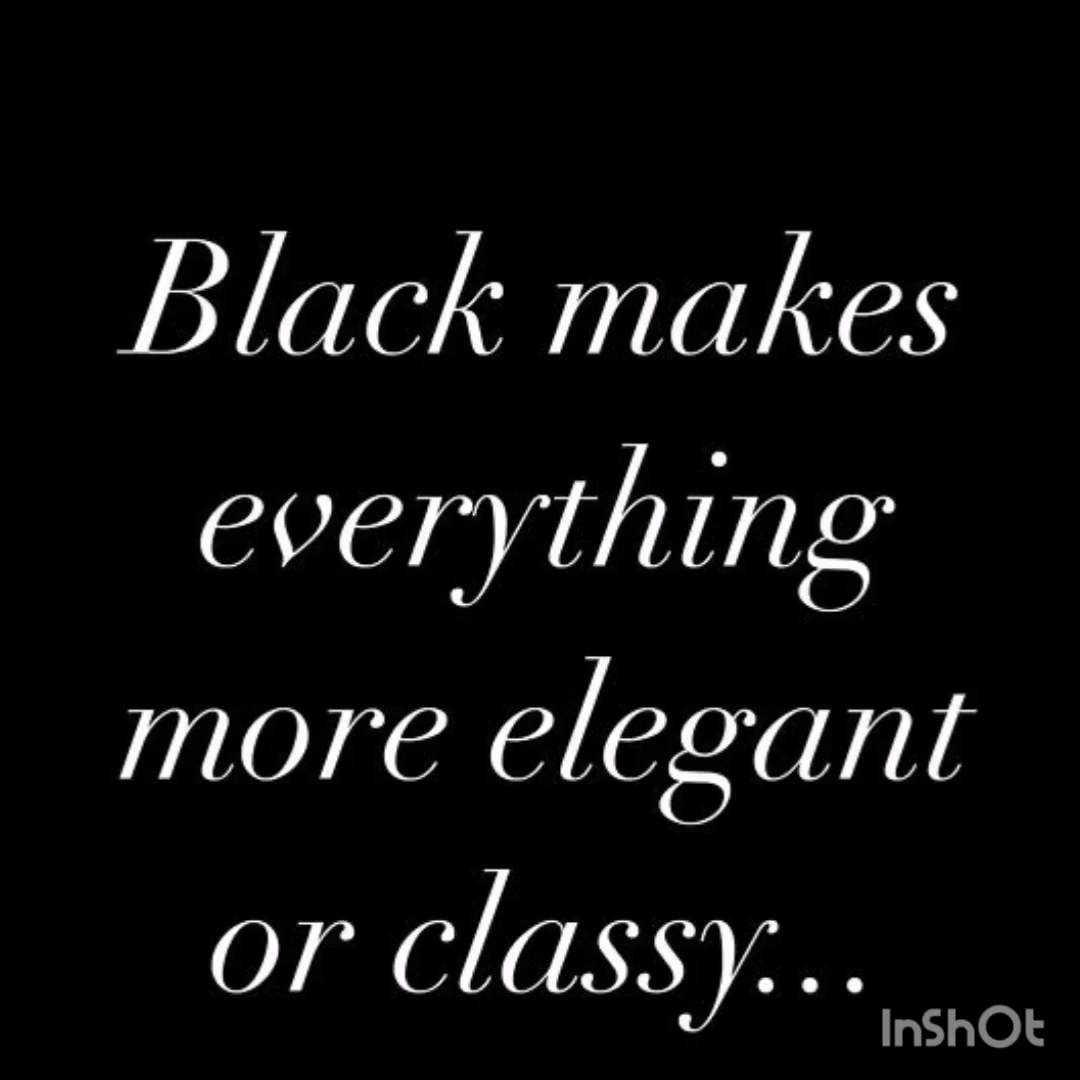 Black makes
everything
more elegant
or classy...
InShOt